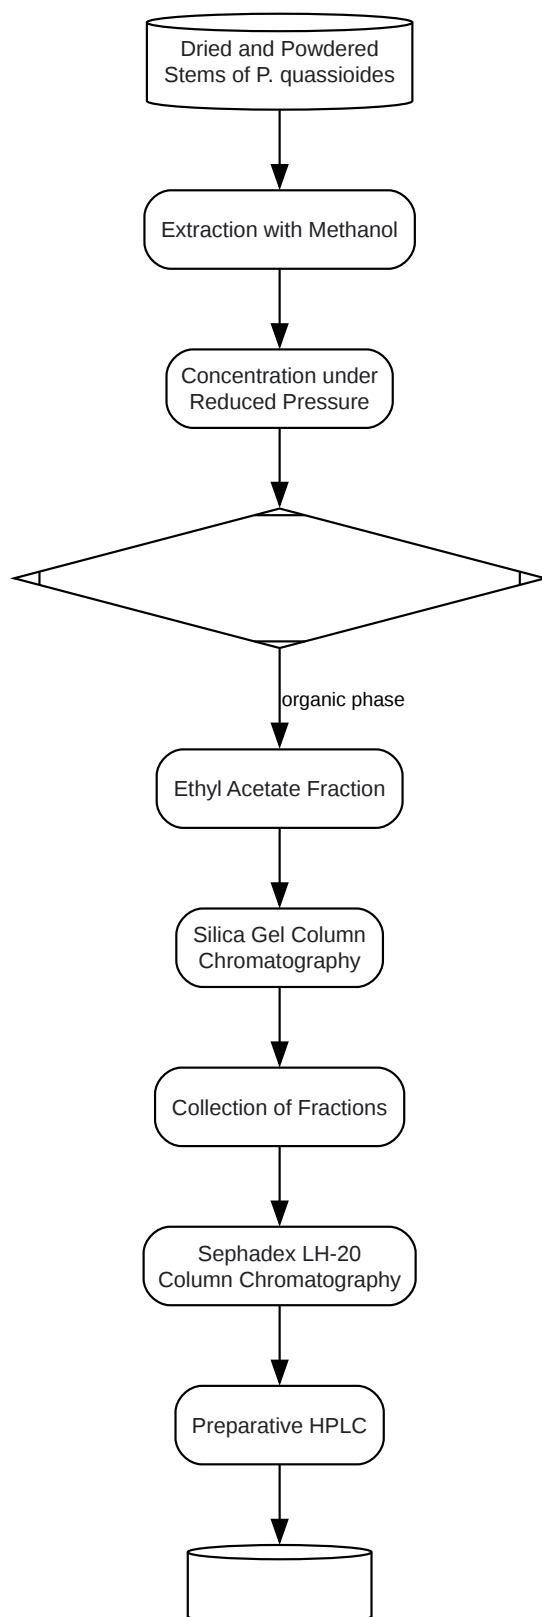 Dried and Powdered
Stems of P. quassioides
Extraction with Methanol
Concentration under
Reduced Pressure
organic phase
Ethyl Acetate Fraction
Silica Gel Column
Chromatography
Collection of Fractions
Sephadex LH-20
Column Chromatography
Preparative HPLC